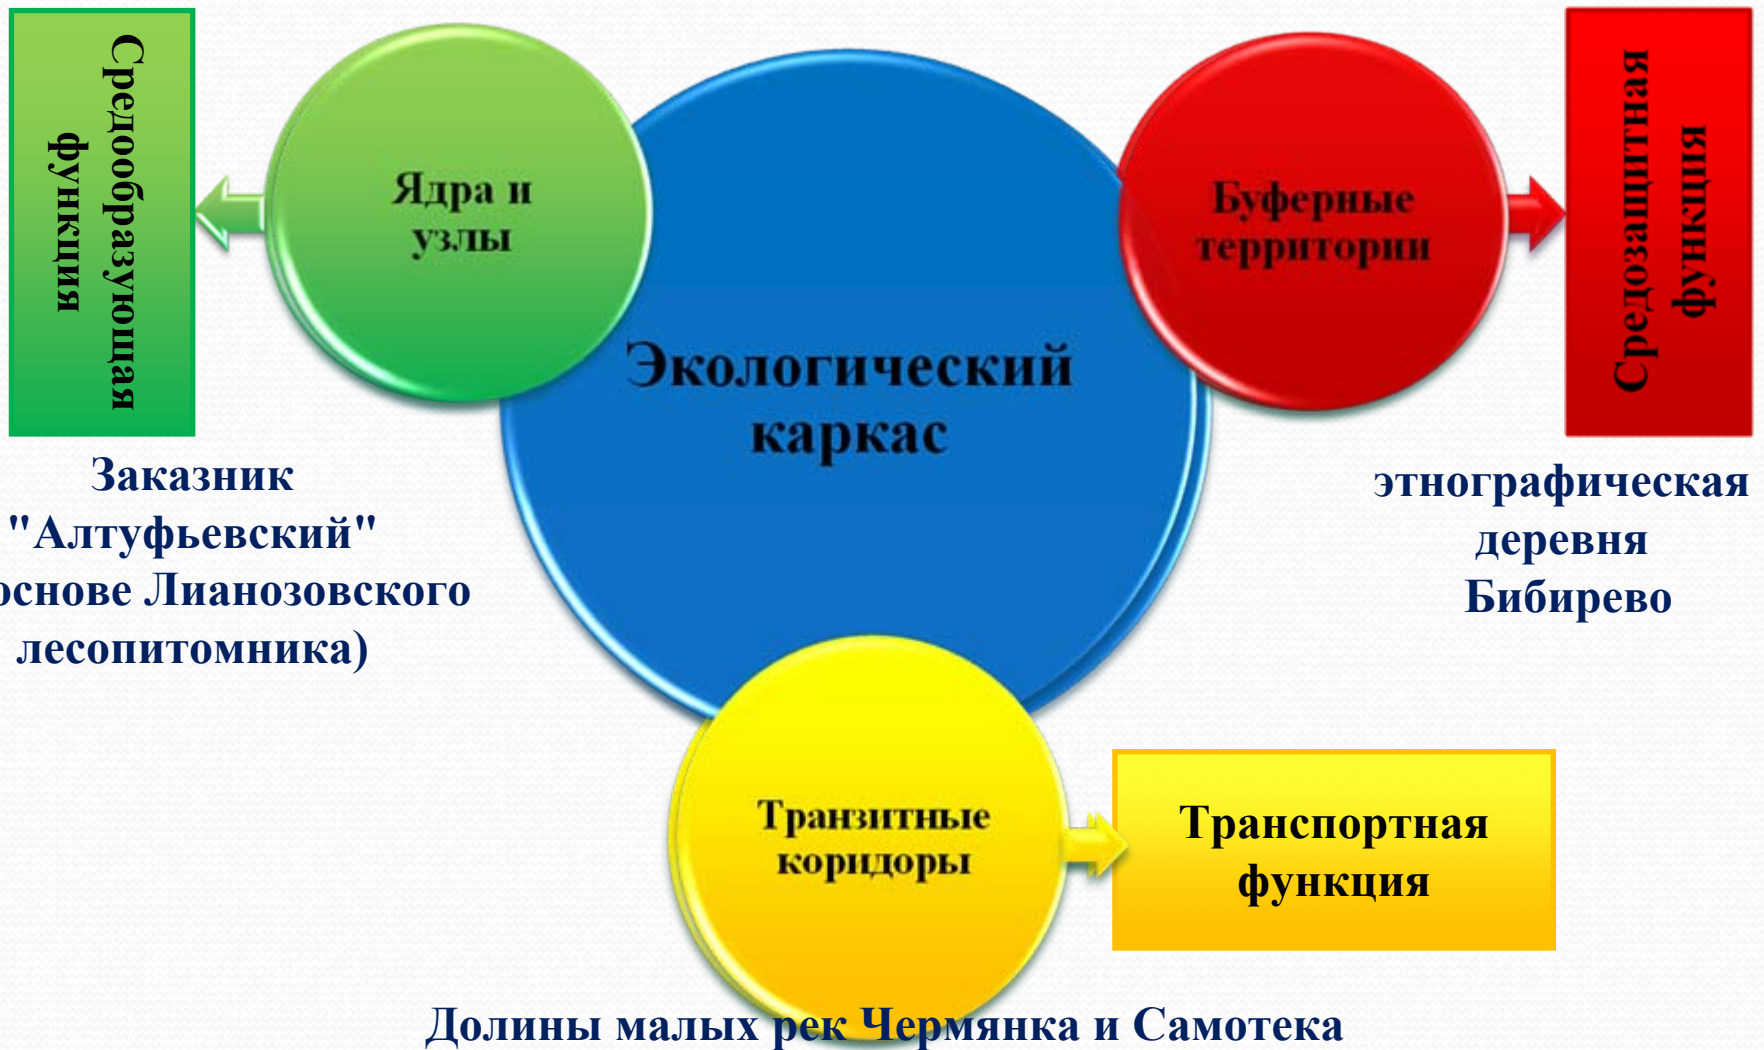 Средообразующая
функция
Ядра и
узлы
Экологический
каркас
Буферные
территории
Средозащитная
функция
Заказник
"Алтуфьевский"
основе Лианозовского
лесопитомника)
этнографическая
деревня
Бибирево
Транзитные
коридоры
Транспортная
функция
Долины малых рек Чермянка и Самотека